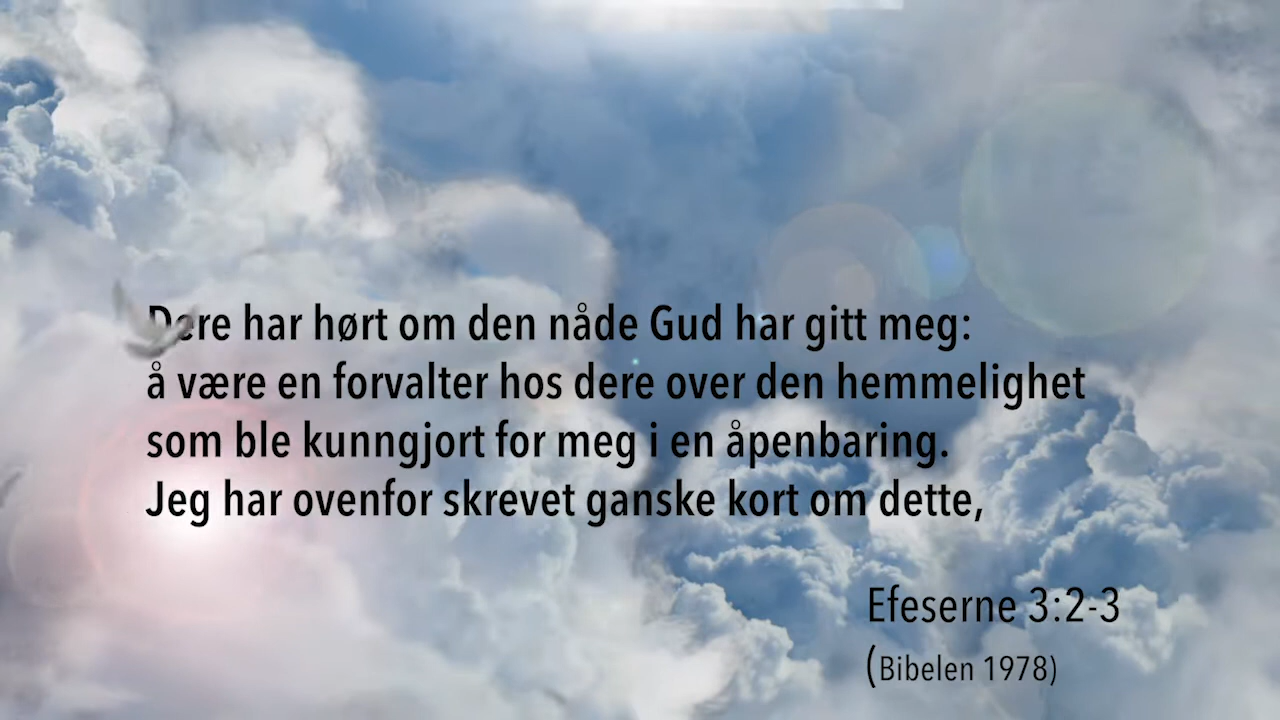 Dere har hørt om den nåde Gud har gitt meg:
å være en forvalter hos dere over den hemmelighet
som ble kunngjort for meg i en åpenbaring.
Jeg har ovenfor skrevet ganske kort om dette,
Efeserne 3:2-3
(Bibelen 1978)